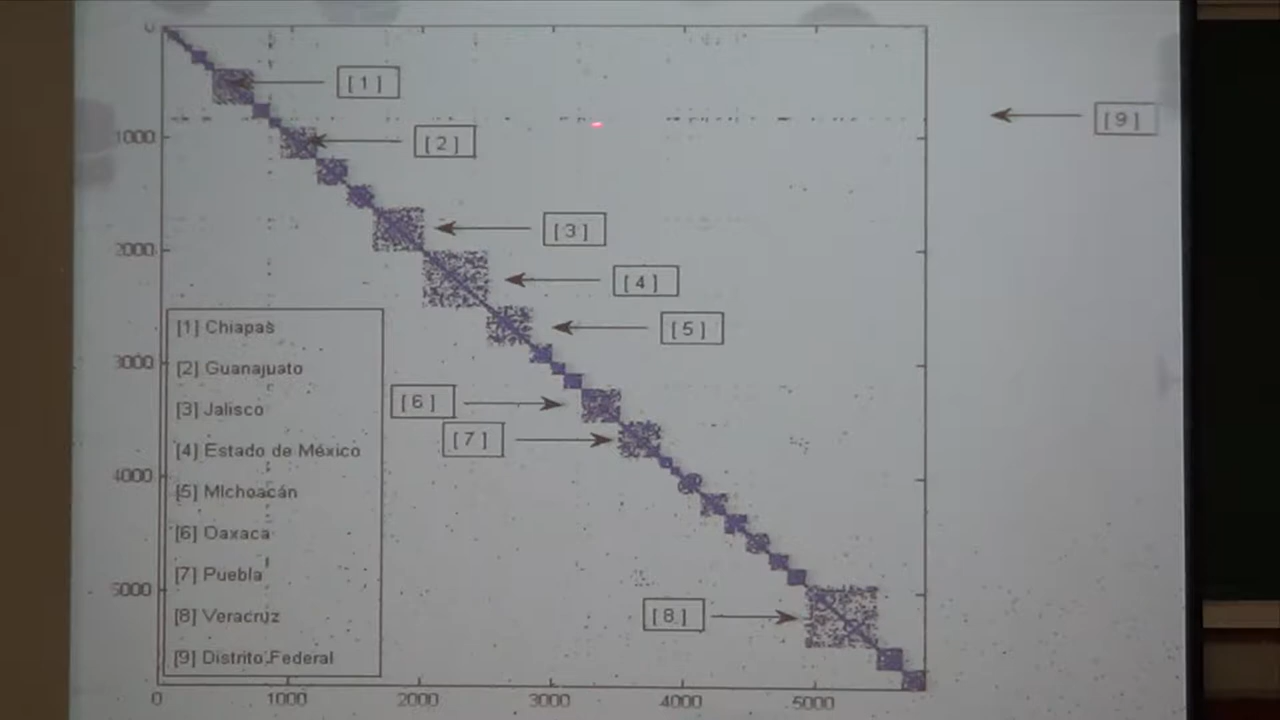 0
[1]
[9]
1000
[2]
[3]
2000
[4]
[1] Chiapas
[5]
3000
[2] Guanajuato
[6]
[3] Jalisco
[7]
[4] Estado de México
4000
[5] MIchoacán
[6] Oaxaca
[7] Puebla
5000
[8] Veracruz
[8]
[9] Distrito Federal
0 1000 2000 3000 4000 5000